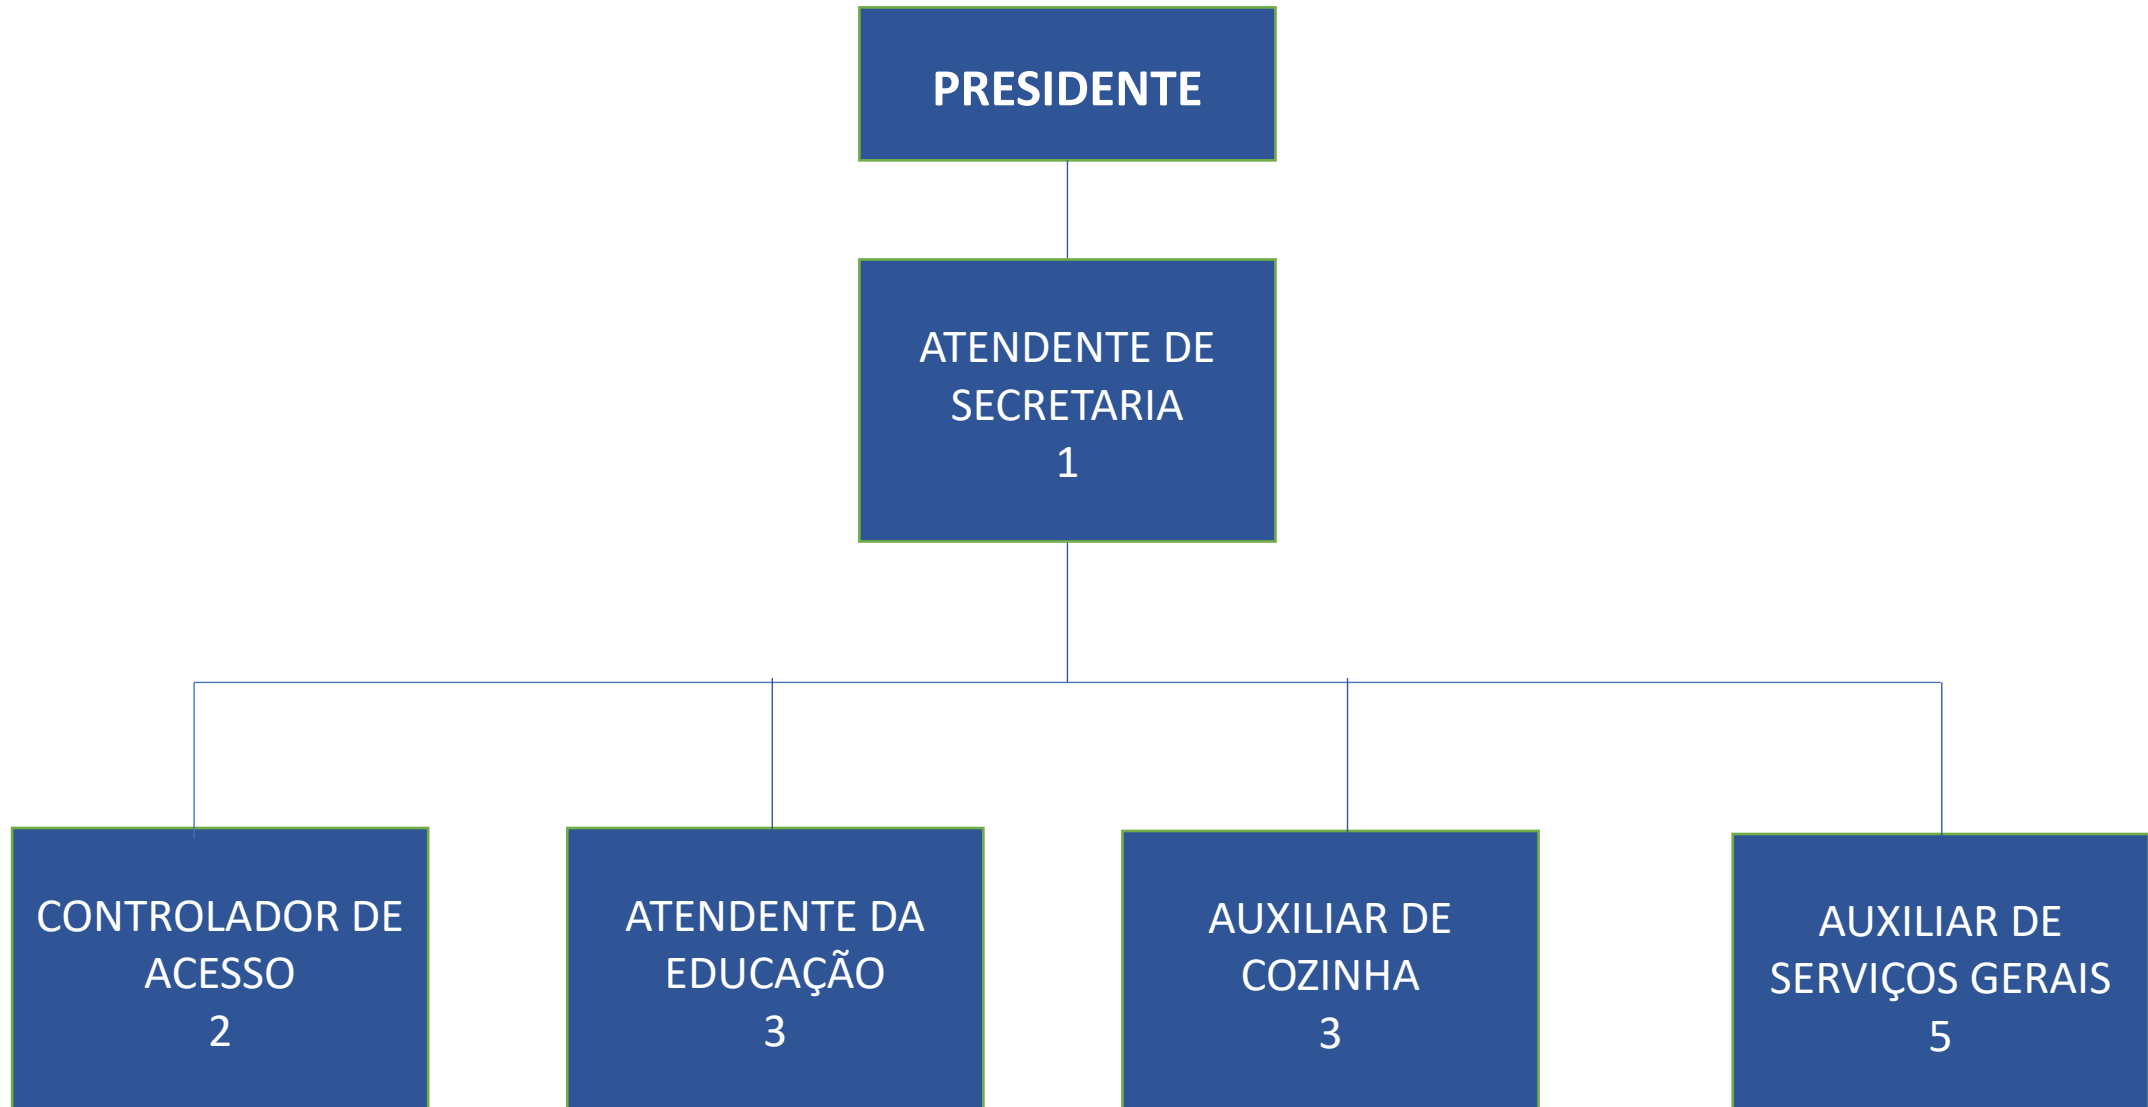 PRESIDENTE
ATENDENTE DE
SECRETARIA
1
CONTROLADOR DE
ACESSO
2
ATENDENTE DA
EDUCAÇÃO
3
AUXILIAR DE
COZINHA
3
AUXILIAR DE
SERVIÇOS GERAIS
5